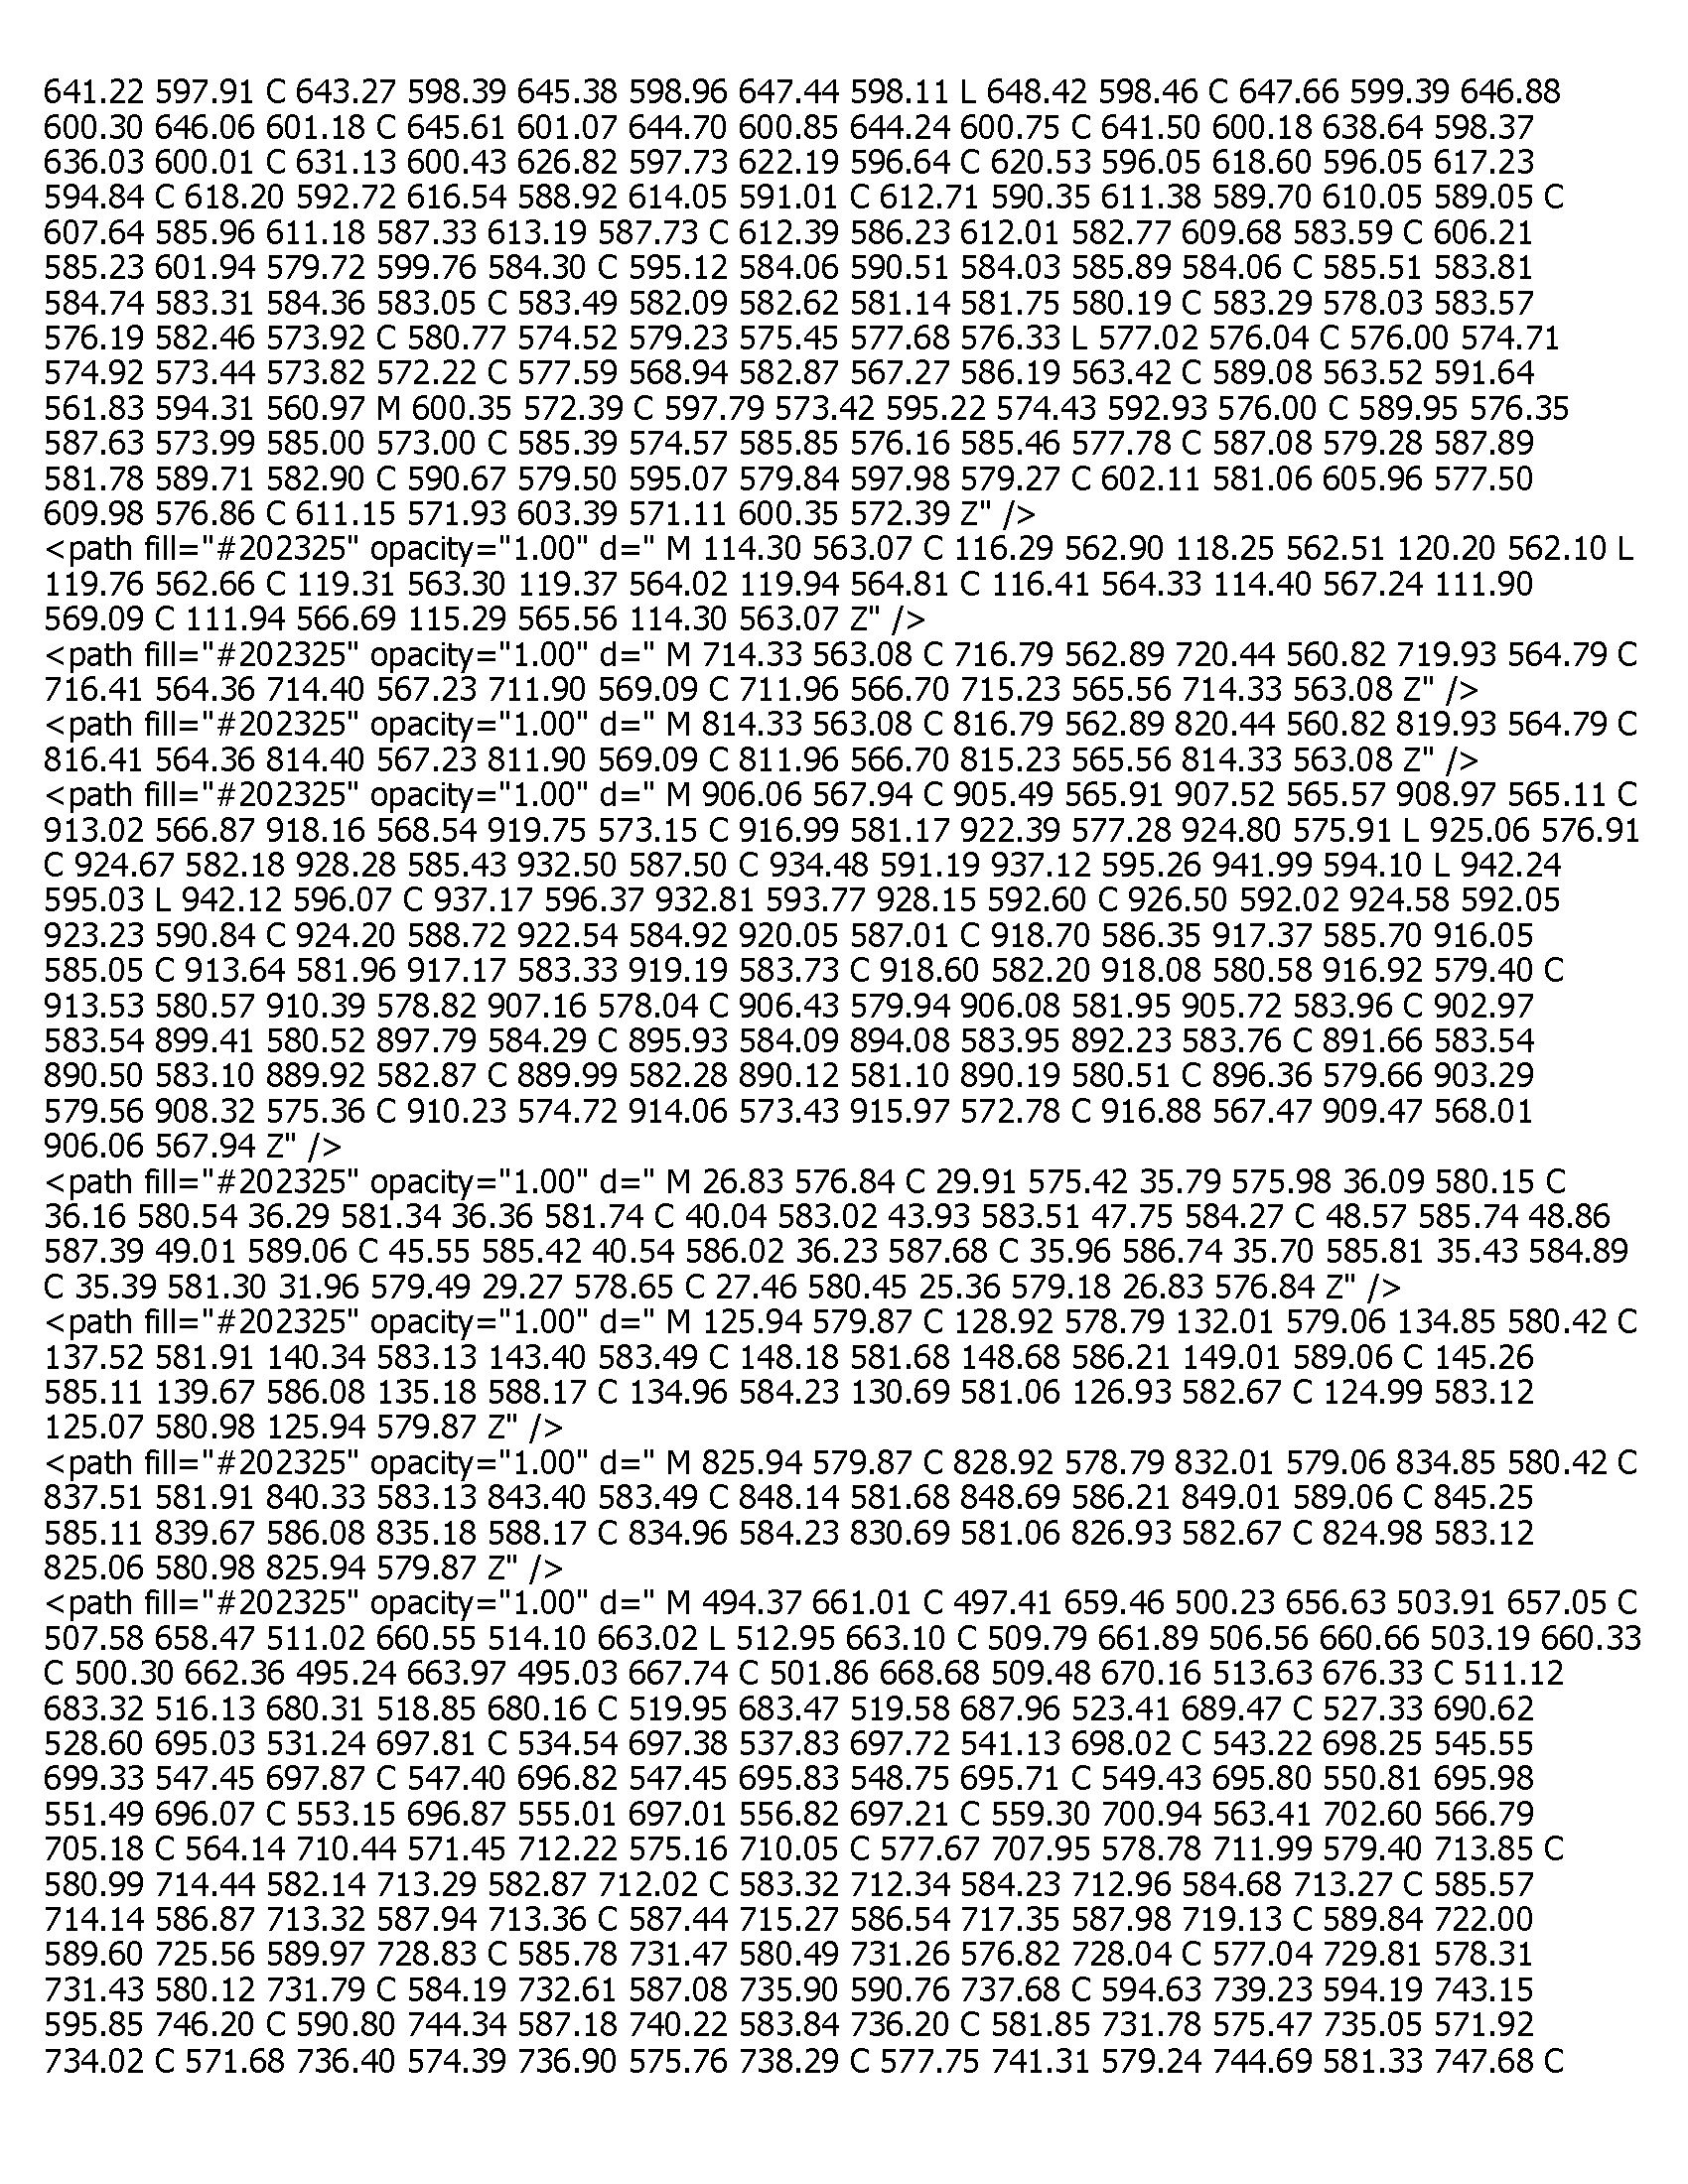 641.22 597.91 C 643.27 598.39 645.38 598.96 647.44 598.11 L 648.42 598.46 C 647.66 599.39 646.88
600.30 646.06 601.18 C 645.61 601.07 644.70 600.85 644.24 600.75 C 641.50 600.18 638.64 598.37
636.03 600.01 C 631.13 600.43 626.82 597.73 622.19 596.64 C 620.53 596.05 618.60 596.05 617.23
594.84 C 618.20 592.72 616.54 588.92 614.05 591.01 C 612.71 590.35 611.38 589.70 610.05 589.05 C
607.64 585.96 611.18 587.33 613.19 587.73 C 612.39 586.23 612.01 582.77 609.68 583.59 C 606.21
585.23 601.94 579.72 599.76 584.30 C 595.12 584.06 590.51 584.03 585.89 584.06 C 585.51 583.81
584.74 583.31 584.36 583.05 C 583.49 582.09 582.62 581.14 581.75 580.19 C 583.29 578.03 583.57
576.19 582.46 573.92 C 580.77 574.52 579.23 575.45 577.68 576.33 L 577.02 576.04 C 576.00 574.71
574.92 573.44 573.82 572.22 C 577.59 568.94 582.87 567.27 586.19 563.42 C 589.08 563.52 591.64
561.83 594.31 560.97 M 600.35 572.39 C 597.79 573.42 595.22 574.43 592.93 576.00 C 589.95 576.35
587.63 573.99 585.00 573.00 C 585.39 574.57 585.85 576.16 585.46 577.78 C 587.08 579.28 587.89
581.78 589.71 582.90 C 590.67 579.50 595.07 579.84 597.98 579.27 C 602.11 581.06 605.96 577.50
609.98 576.86 C 611.15 571.93 603.39 571.11 600.35 572.39 Z" />
<path fill="#202325" opacity="1.00" d=" M 114.30 563.07 C 116.29 562.90 118.25 562.51 120.20 562.10 L
119.76 562.66 C 119.31 563.30 119.37 564.02 119.94 564.81 C 116.41 564.33 114.40 567.24 111.90
569.09 C 111.94 566.69 115.29 565.56 114.30 563.07 Z" />
<path fill="#202325" opacity="1.00" d=" M 714.33 563.08 C 716.79 562.89 720.44 560.82 719.93 564.79 C
716.41 564.36 714.40 567.23 711.90 569.09 C 711.96 566.70 715.23 565.56 714.33 563.08 Z" />
<path fill="#202325" opacity="1.00" d=" M 814.33 563.08 C 816.79 562.89 820.44 560.82 819.93 564.79 C
816.41 564.36 814.40 567.23 811.90 569.09 C 811.96 566.70 815.23 565.56 814.33 563.08 Z" />
<path fill="#202325" opacity="1.00" d=" M 906.06 567.94 C 905.49 565.91 907.52 565.57 908.97 565.11 C
913.02 566.87 918.16 568.54 919.75 573.15 C 916.99 581.17 922.39 577.28 924.80 575.91 L 925.06 576.91
C 924.67 582.18 928.28 585.43 932.50 587.50 C 934.48 591.19 937.12 595.26 941.99 594.10 L 942.24
595.03 L 942.12 596.07 C 937.17 596.37 932.81 593.77 928.15 592.60 C 926.50 592.02 924.58 592.05
923.23 590.84 C 924.20 588.72 922.54 584.92 920.05 587.01 C 918.70 586.35 917.37 585.70 916.05
585.05 C 913.64 581.96 917.17 583.33 919.19 583.73 C 918.60 582.20 918.08 580.58 916.92 579.40 C
913.53 580.57 910.39 578.82 907.16 578.04 C 906.43 579.94 906.08 581.95 905.72 583.96 C 902.97
583.54 899.41 580.52 897.79 584.29 C 895.93 584.09 894.08 583.95 892.23 583.76 C 891.66 583.54
890.50 583.10 889.92 582.87 C 889.99 582.28 890.12 581.10 890.19 580.51 C 896.36 579.66 903.29
579.56 908.32 575.36 C 910.23 574.72 914.06 573.43 915.97 572.78 C 916.88 567.47 909.47 568.01
906.06 567.94 Z" />
<path fill="#202325" opacity="1.00" d=" M 26.83 576.84 C 29.91 575.42 35.79 575.98 36.09 580.15 C
36.16 580.54 36.29 581.34 36.36 581.74 C 40.04 583.02 43.93 583.51 47.75 584.27 C 48.57 585.74 48.86
587.39 49.01 589.06 C 45.55 585.42 40.54 586.02 36.23 587.68 C 35.96 586.74 35.70 585.81 35.43 584.89
C 35.39 581.30 31.96 579.49 29.27 578.65 C 27.46 580.45 25.36 579.18 26.83 576.84 Z" />
<path fill="#202325" opacity="1.00" d=" M 125.94 579.87 C 128.92 578.79 132.01 579.06 134.85 580.42 C
137.52 581.91 140.34 583.13 143.40 583.49 C 148.18 581.68 148.68 586.21 149.01 589.06 C 145.26
585.11 139.67 586.08 135.18 588.17 C 134.96 584.23 130.69 581.06 126.93 582.67 C 124.99 583.12
125.07 580.98 125.94 579.87 Z" />
<path fill="#202325" opacity="1.00" d=" M 825.94 579.87 C 828.92 578.79 832.01 579.06 834.85 580.42 C
837.51 581.91 840.33 583.13 843.40 583.49 C 848.14 581.68 848.69 586.21 849.01 589.06 C 845.25
585.11 839.67 586.08 835.18 588.17 C 834.96 584.23 830.69 581.06 826.93 582.67 C 824.98 583.12
825.06 580.98 825.94 579.87 Z" />
<path fill="#202325" opacity="1.00" d=" M 494.37 661.01 C 497.41 659.46 500.23 656.63 503.91 657.05 C
507.58 658.47 511.02 660.55 514.10 663.02 L 512.95 663.10 C 509.79 661.89 506.56 660.66 503.19 660.33
C 500.30 662.36 495.24 663.97 495.03 667.74 C 501.86 668.68 509.48 670.16 513.63 676.33 C 511.12
683.32 516.13 680.31 518.85 680.16 C 519.95 683.47 519.58 687.96 523.41 689.47 C 527.33 690.62
528.60 695.03 531.24 697.81 C 534.54 697.38 537.83 697.72 541.13 698.02 C 543.22 698.25 545.55
699.33 547.45 697.87 C 547.40 696.82 547.45 695.83 548.75 695.71 C 549.43 695.80 550.81 695.98
551.49 696.07 C 553.15 696.87 555.01 697.01 556.82 697.21 C 559.30 700.94 563.41 702.60 566.79
705.18 C 564.14 710.44 571.45 712.22 575.16 710.05 C 577.67 707.95 578.78 711.99 579.40 713.85 C
580.99 714.44 582.14 713.29 582.87 712.02 C 583.32 712.34 584.23 712.96 584.68 713.27 C 585.57
714.14 586.87 713.32 587.94 713.36 C 587.44 715.27 586.54 717.35 587.98 719.13 C 589.84 722.00
589.60 725.56 589.97 728.83 C 585.78 731.47 580.49 731.26 576.82 728.04 C 577.04 729.81 578.31
731.43 580.12 731.79 C 584.19 732.61 587.08 735.90 590.76 737.68 C 594.63 739.23 594.19 743.15
595.85 746.20 C 590.80 744.34 587.18 740.22 583.84 736.20 C 581.85 731.78 575.47 735.05 571.92
734.02 C 571.68 736.40 574.39 736.90 575.76 738.29 C 577.75 741.31 579.24 744.69 581.33 747.68 C